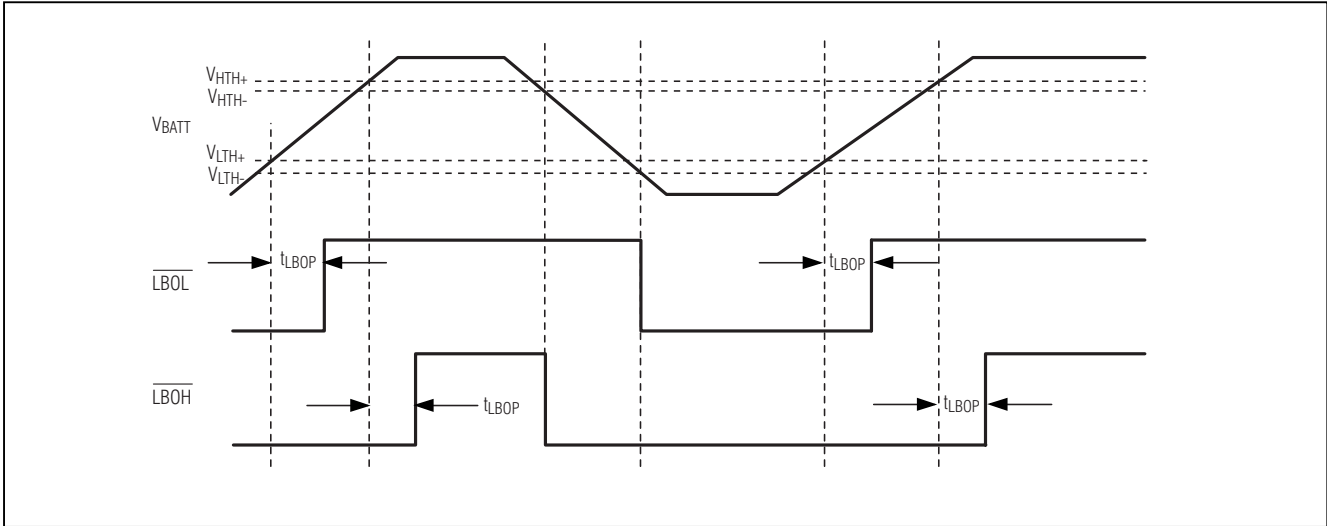 VHTH+
VHTH-
VBATT
VLTH+
VLTH-
tLBOP
tLBOP
LBOL
LBOH
tLBOP
tLBOP